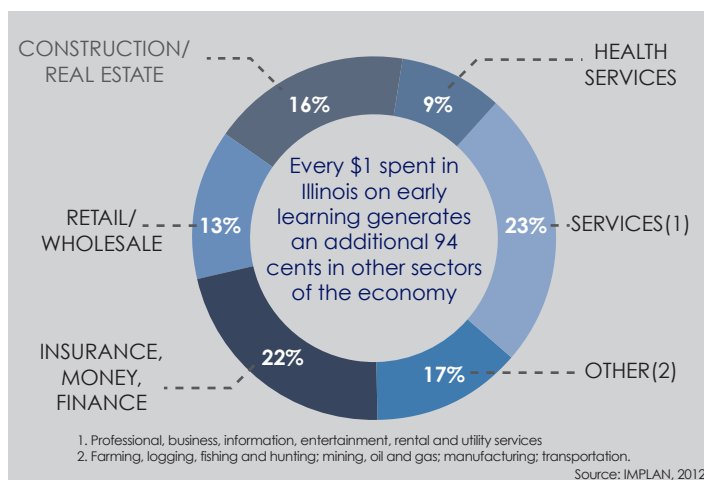 CONSTRUCTION/
REAL ESTATE
16%
HEALTH
SERVICES
9%
RETAIL/
WHOLESALE
13%
Every $1 spent in
Illinois on early
learning generates
an additional 94
cents in other sectors
of the economy
23%
SERVICES(1)
INSURANCE,
MONEY,
FINANCE
22%
17%
OTHER(2)
1. Professional, business, information, entertainment, rental and utility services
2. Farming, logging, fishing and hunting; mining, oil and gas; manufacturing; transportation.
Source: IMPLAN, 2012